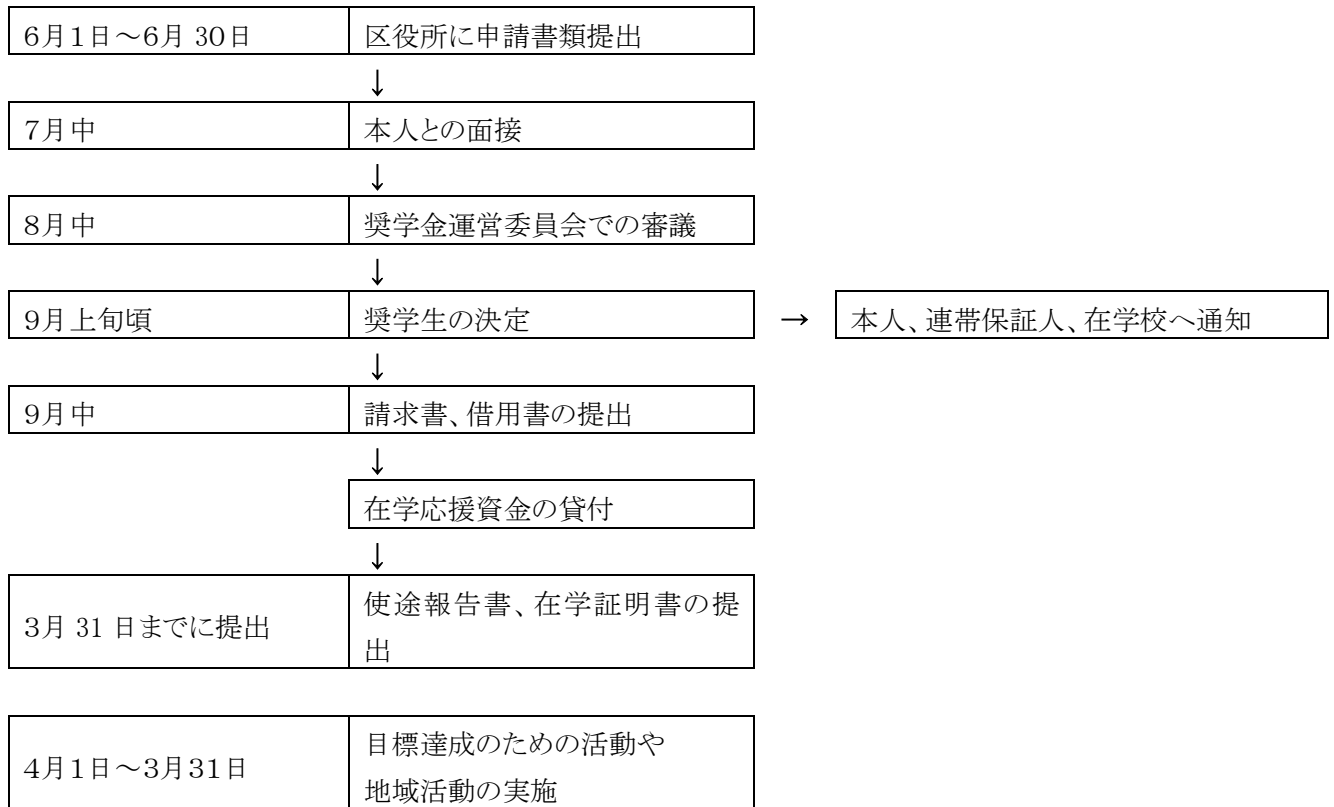 6月1日～6月 30日 区役所に申請書類提出
↓
7月中 本人との面接
↓
8月中 奨学金運営委員会での審議
↓
9月上旬頃 奨学生の決定 → 本人、連帯保証人、在学校へ通知
↓
9月中 請求書、借用書の提出
↓
在学応援資金の貸付
↓
3月 31 日までに提出 使途報告書、在学証明書の提
出
4月1日～3月31日 目標達成のための活動や
地域活動の実施